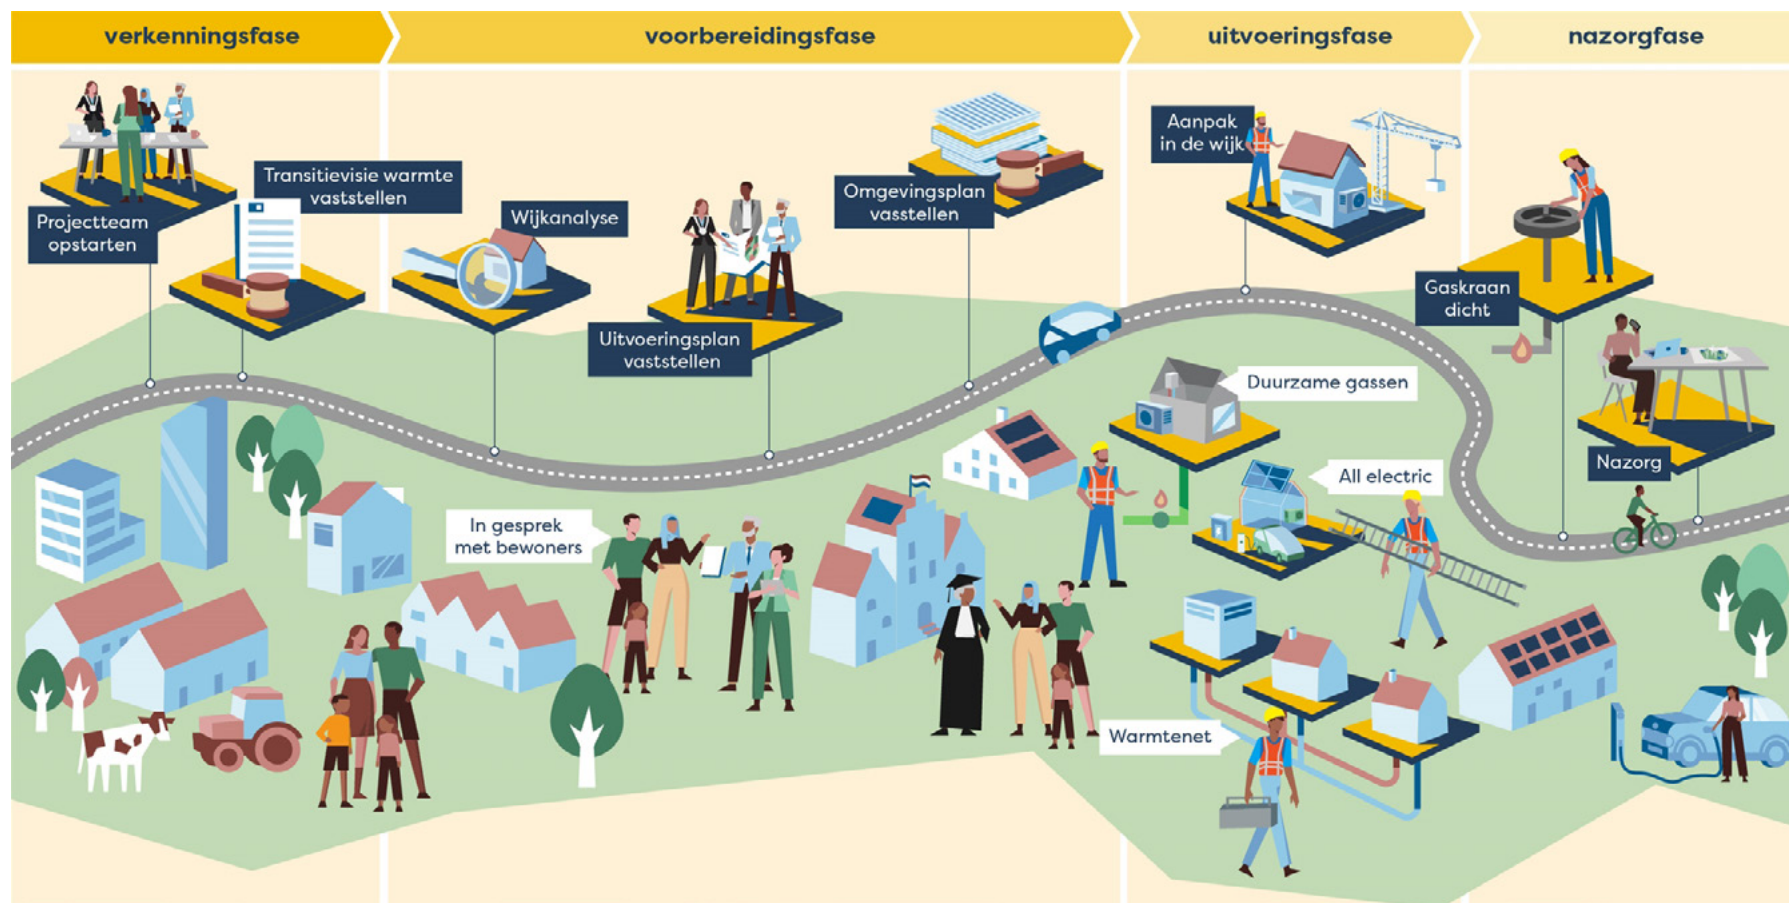 verkenningsfase
voorbereidingsfase
uitvoeringsfase
nazorgfase
Projectteam
opstarten
Transitievisie warmte
vaststellen
Wijkanalyse
Uitvoeringsplan
vaststellen
Omgevingsplan
vasstellen
Aanpak
in de wijk
Gaskraan
dicht
Nazorg
Duurzame gassen
All electric
In gesprek
met bewoners
Warmtenet